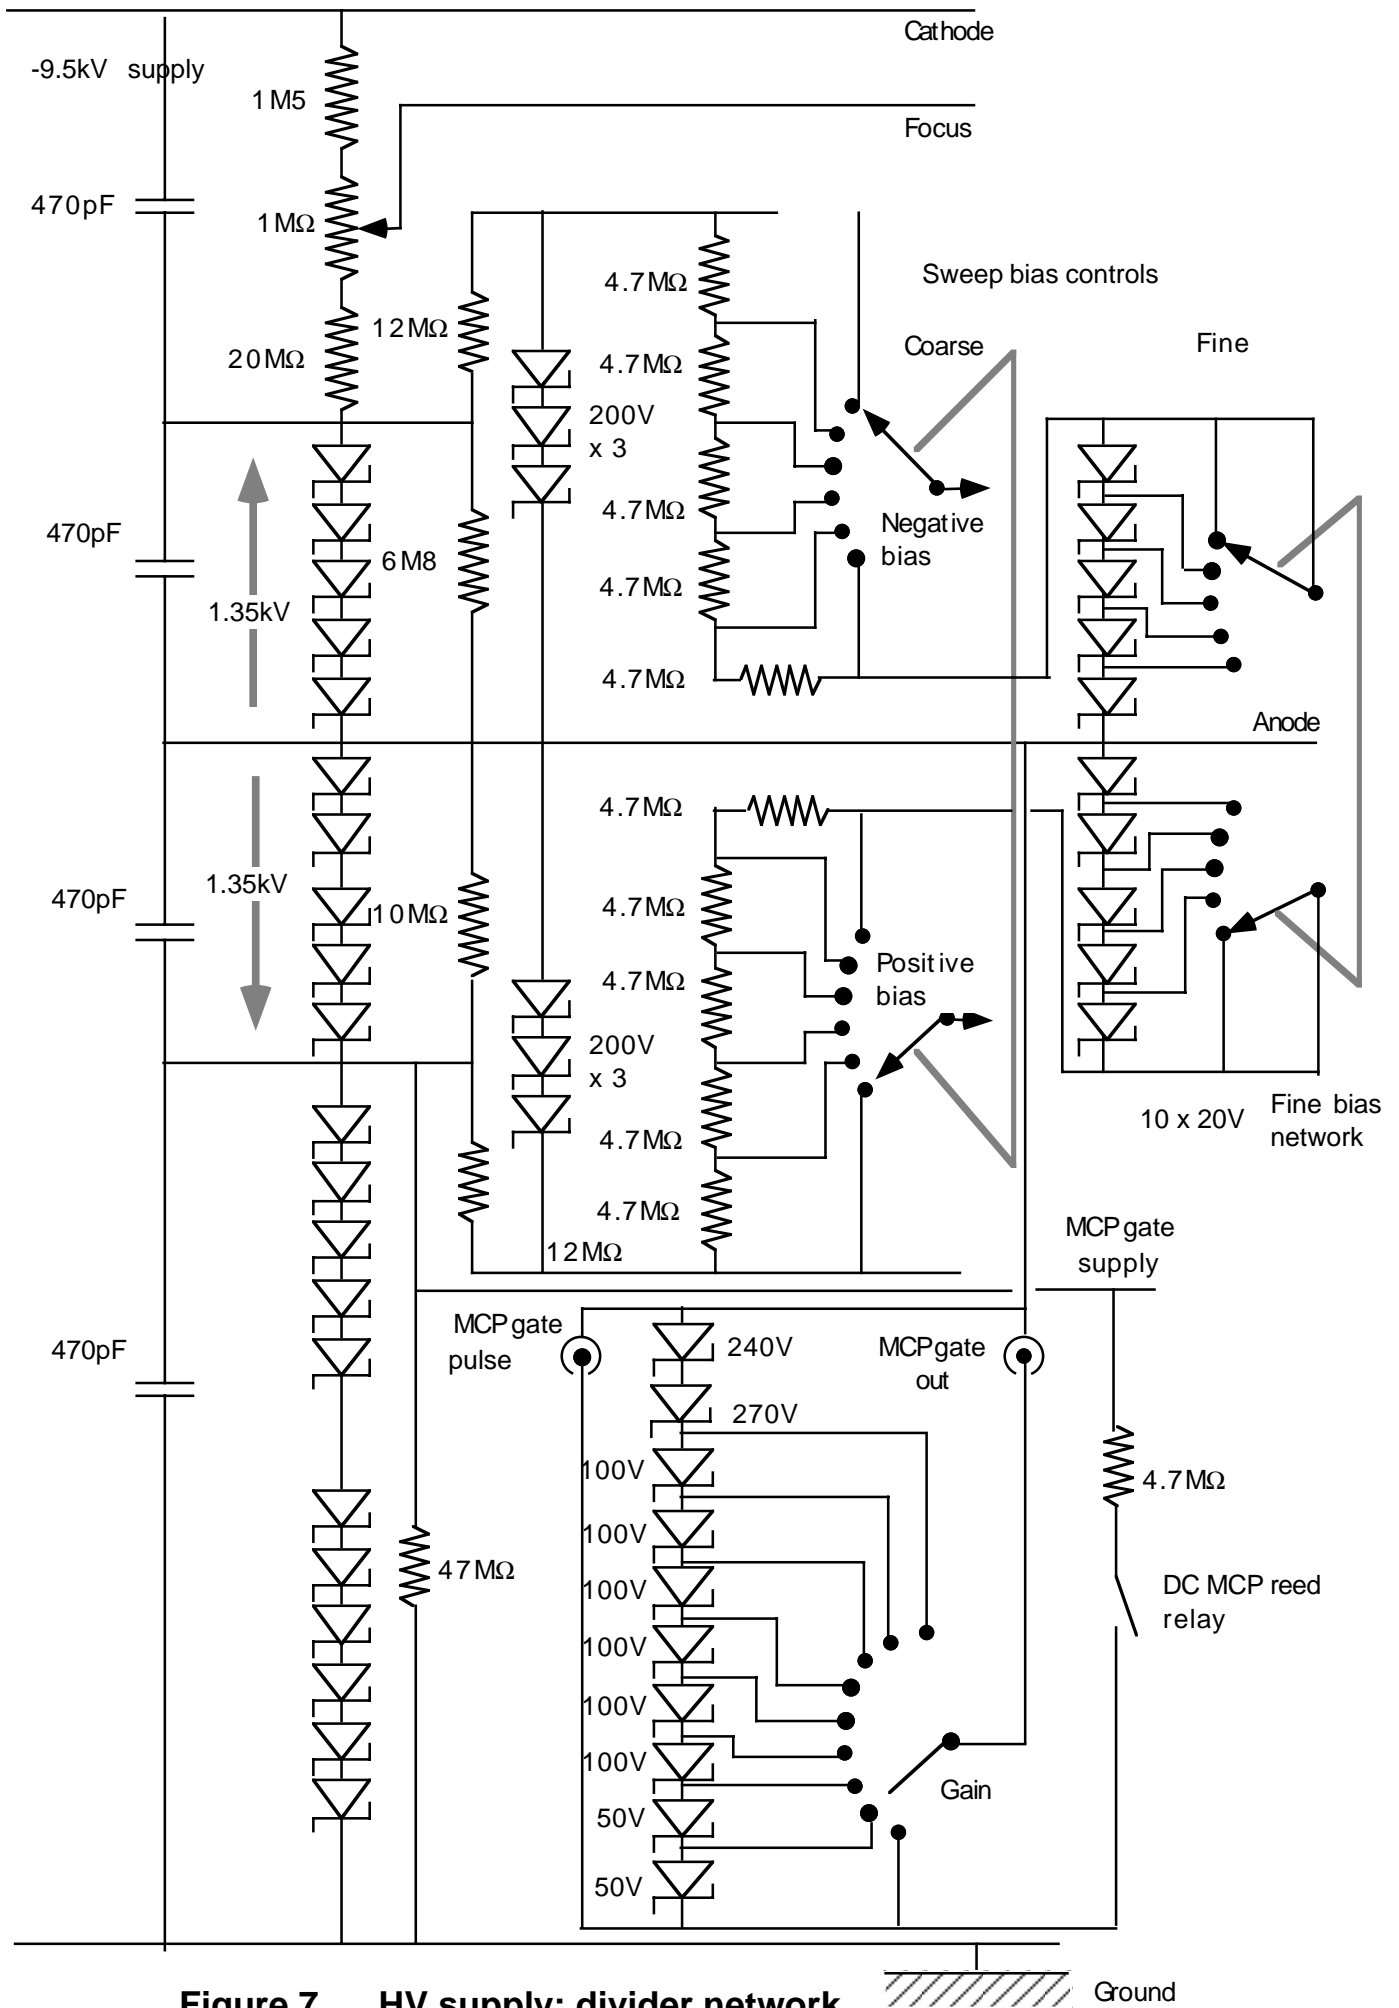 Cathode
-9.5kV supply
1M5
Focus
470pF
1MΩ
Sweep bias controls
4.7MΩ
12MΩ
Coarse
Fine
20MΩ
4.7MΩ
200V
x 3
4.7MΩ
Negative
bias
470pF
6M8
4.7MΩ
1.35kV
4.7MΩ
Anode
4.7MΩ
1.35kV
470pF
10MΩ
4.7MΩ
Positive
bias
4.7MΩ
200V
x 3
10 x 20V
Fine bias
network
4.7MΩ
4.7MΩ
12MΩ
MCP gate
supply
MCP gate
pulse
240V
MCP gate
out
470pF
270V
100V
4.7MΩ
100V
47MΩ
100V
DC MCP reed
relay
100V
100V
100V
Gain
50V
50V
Ground
Figure 7 HV supply: divider network